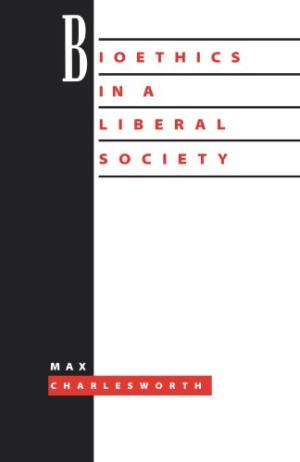 BIOETHICS
IN A
LIBERAL
SOCIETY
MAX
CHARLESWORTH